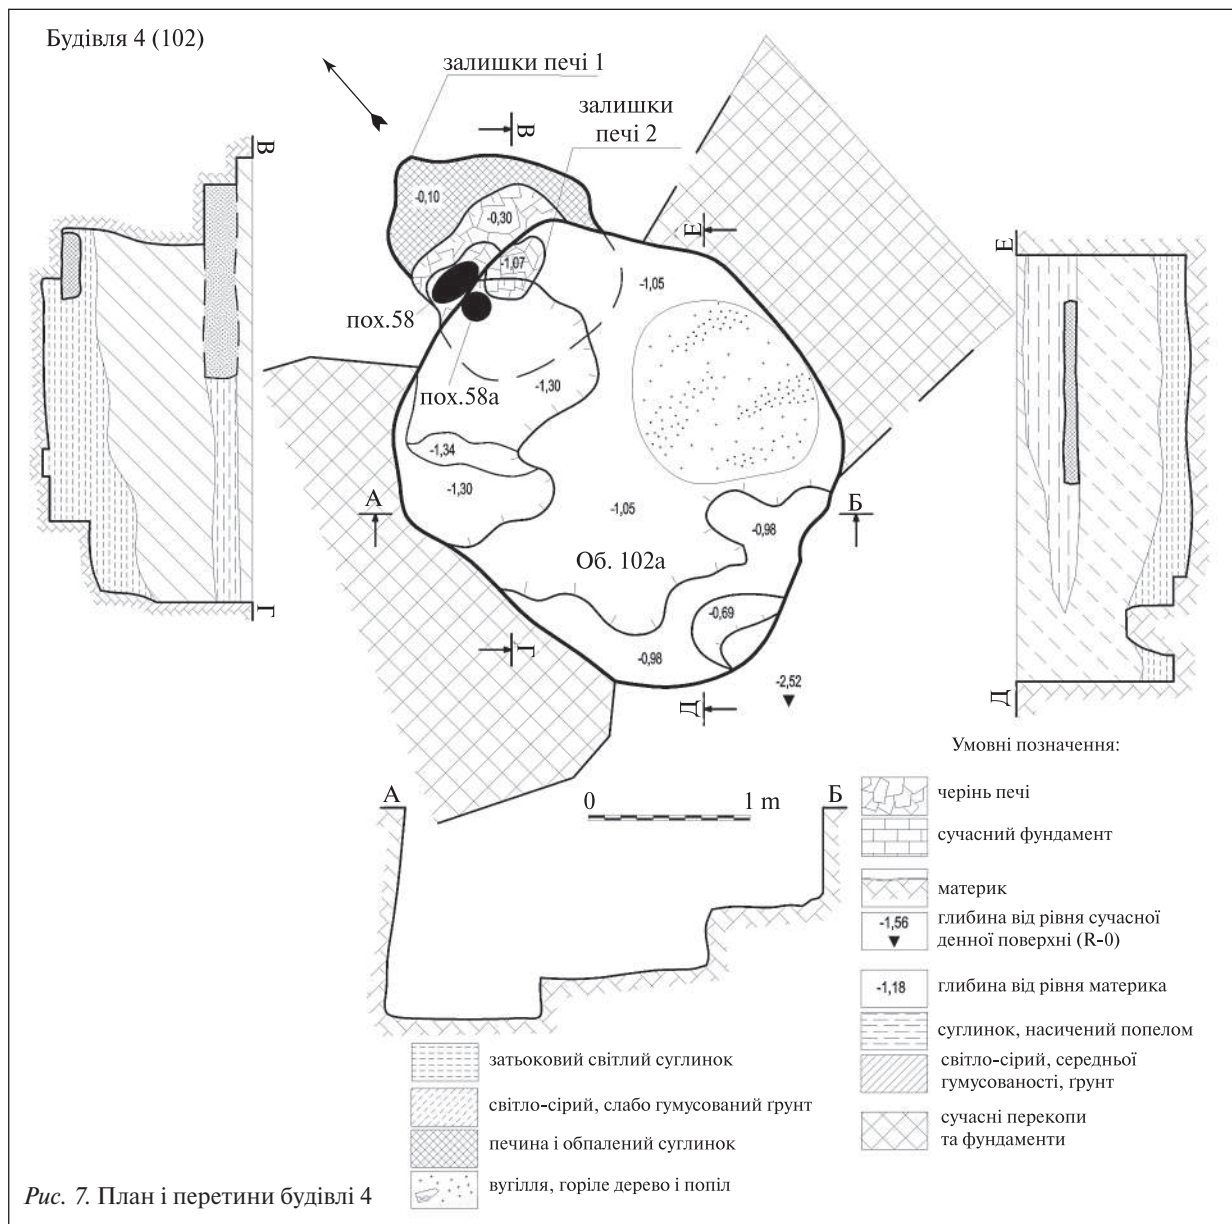 Будівля 4 (102)
залишки печі 1
залишки
печі 2
В
В
-0,10
-0,30
-1,07
Е
Е
-1,05
пох.58
пох.58а
-1,30
-1,34
-1,30
А
Б
-1,05
-0,98
Об. 102а
-0,69
-0,98
Г
Г
-2,52
Д
Д
Умовні позначення:
А
0
1 m
Б
черінь печі
сучасний фундамент
материк
-1,56
глибина від рівня сучасної
денної поверхні (R-0)
-1,18
глибина від рівня материка
суглинок, насичений попелом
світло-сірий, середньої
гумусованості, ґрунт
сучасні перекопи
та фундаменти
затьоковий світлий суглинок
світло-сірий, слабо гумусований ґрунт
печина і обпалений суглинок
вугілля, горіле дерево і попіл
Рис. 7. План і перетини будівлі 4